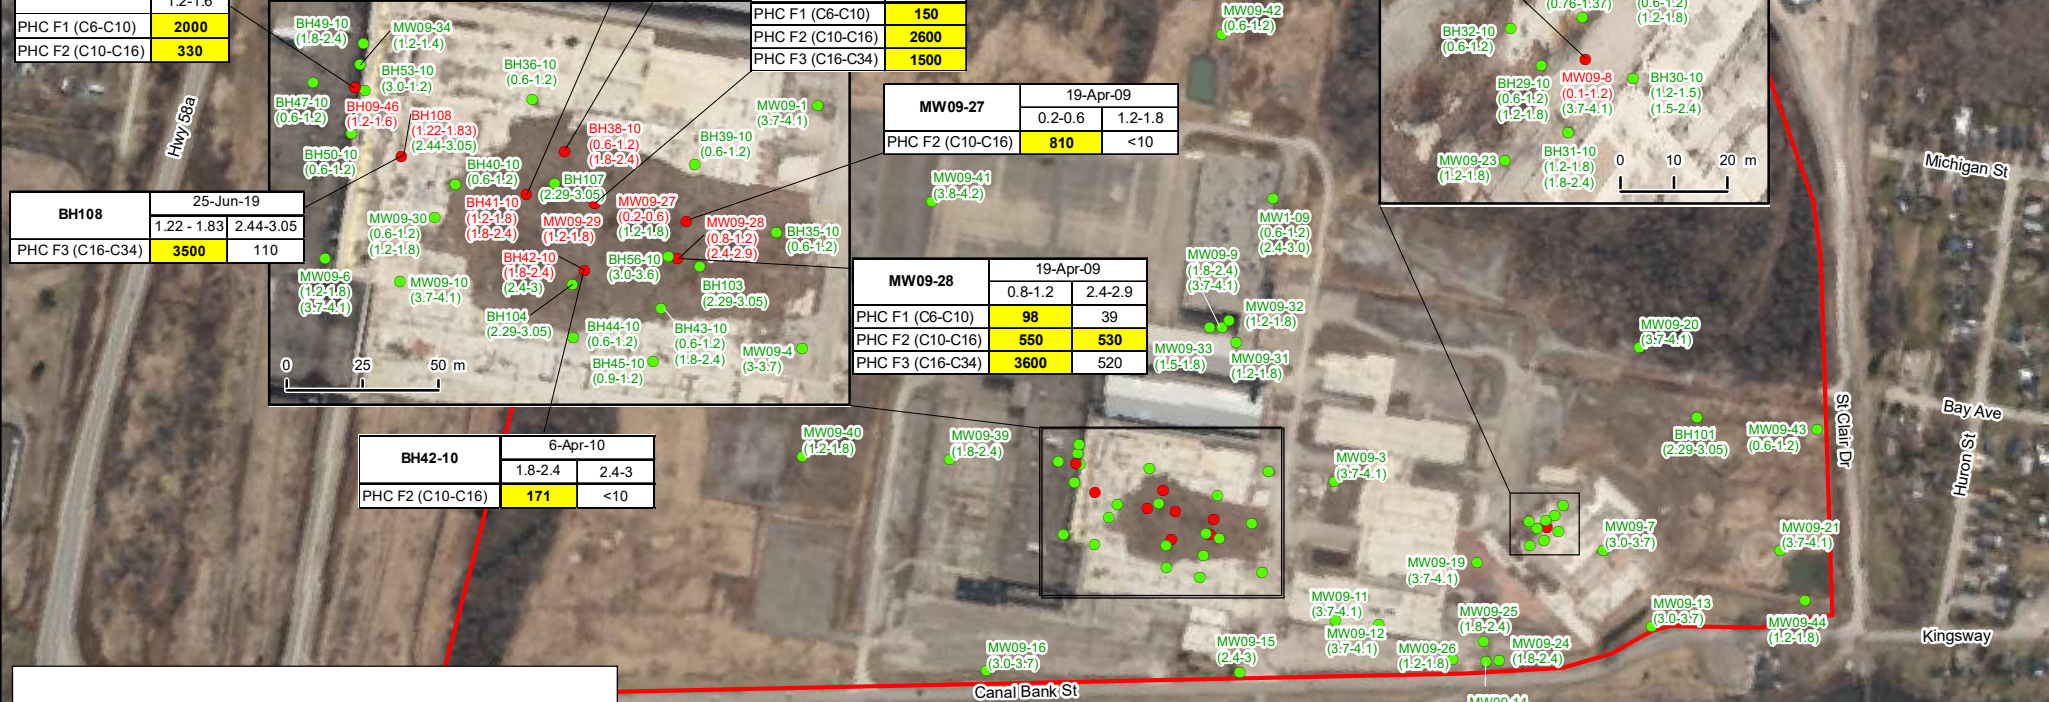 1.2-1.6
PHC F1 (C6-C10) 2000
PHC F2 (C10-C16) 330
PHC F1 (C6-C10) 150
PHC F2 (C10-C16) 2600
PHC F3 (C16-C34) 1500
MW09-27 19-Apr-09
0.2-0.6 1.2-1.8
PHC F2 (C10-C16) 810 <10
BH108 25-Jun-19
1.22 - 1.83 2.44-3.05
PHC F3 (C16-C34) 3500 110
MW09-28 19-Apr-09
0.8-1.2 2.4-2.9
PHC F1 (C6-C10) 98 39
PHC F2 (C10-C16) 550 530
PHC F3 (C16-C34) 3600 520
BH42-10 6-Apr-10
1.8-2.4 2.4-3
PHC F2 (C10-C16) 171 <10
Hwy 58a
BH49-10
(1.8-2.4)
MW09-34
(1.2-1.4)
BH53-10
(3.0-1.2)
BH47-10
(0.6-1.2)
BH09-46
(1.2-1.6)
BH108
(1.22-1.83)
(2.44-3.05)
BH50-10
(0.6-1.2)
BH36-10
(0.6-1.2)
BH38-10
(0.6-1.2)
(1.8-2.4)
MW09-1
(3.7-4.1)
BH39-10
(0.6-1.2)
BH40-10
(0.6-1.2)
BH107
(2.29-3.05)
BH41-10
(1.2-1.8)
(1.8-2.4)
MW09-29
(1.2-1.8)
MW09-27
(0.2-0.6)
(1.2-1.8)
MW09-28
(0.8-1.2)
(2.4-2.9)
BH35-10
(0.6-1.2)
MW09-30
(0.6-1.2)
(1.2-1.8)
MW09-6
(1.2-1.8)
(3.7-4.1)
MW09-10
(3.7-4.1)
BH42-10
(1.8-2.4)
(2.4-3)
BH56-10
(3.0-3.6)
BH103
(2.29-3.05)
BH104
(2.29-3.05)
BH44-10
(0.6-1.2)
BH43-10
(0.6-1.2)
(1.8-2.4)
BH45-10
(0.9-1.2)
MW09-4
(3-3.7)
0 25 50 m
MW09-42
(0.6-1.2)
MW09-41
(3.8-4.2)
MW1-09
(0.6-1.2)
(2.4-3.0)
MW09-9
(1.8-2.4)
(3.7-4.1)
MW09-32
(1.2-1.8)
MW09-33
(1.5-1.8)
MW09-31
(1.2-1.8)
(0.76-1.37)
(0.6-1.2)
(1.2-1.8)
BH32-10
(0.6-1.2)
BH29-10
(0.6-1.2)
(1.2-1.8)
MW09-8
(0.1-1.2)
(3.7-4.1)
BH30-10
(1.2-1.5)
(1.5-2.4)
BH31-10
(1.2-1.8)
(1.8-2.4)
MW09-23
(1.2-1.8)
0 10 20 m
Michigan St
Bay Ave
Huron St
St Clair Dr
Kingsway
Canal Bank St
MW09-20
(3.7-4.1)
BH101
(2.29-3.05)
MW09-43
(0.6-1.2)
MW09-40
(1.2-1.8)
MW09-39
(1.8-2.4)
MW09-3
(3.7-4.1)
MW09-7
(3.0-3.7)
MW09-21
(3.7-4.1)
MW09-19
(3.7-4.1)
MW09-11
(3.7-4.1)
MW09-12
(3.7-4.1)
MW09-25
(1.8-2.4)
MW09-13
(3.0-3.7)
MW09-44
(1.2-1.8)
MW09-16
(3.0-3.7)
MW09-15
(2.4-3)
MW09-26
(1.2-1.8)
MW09-24
(1.8-2.4)
MW09-14